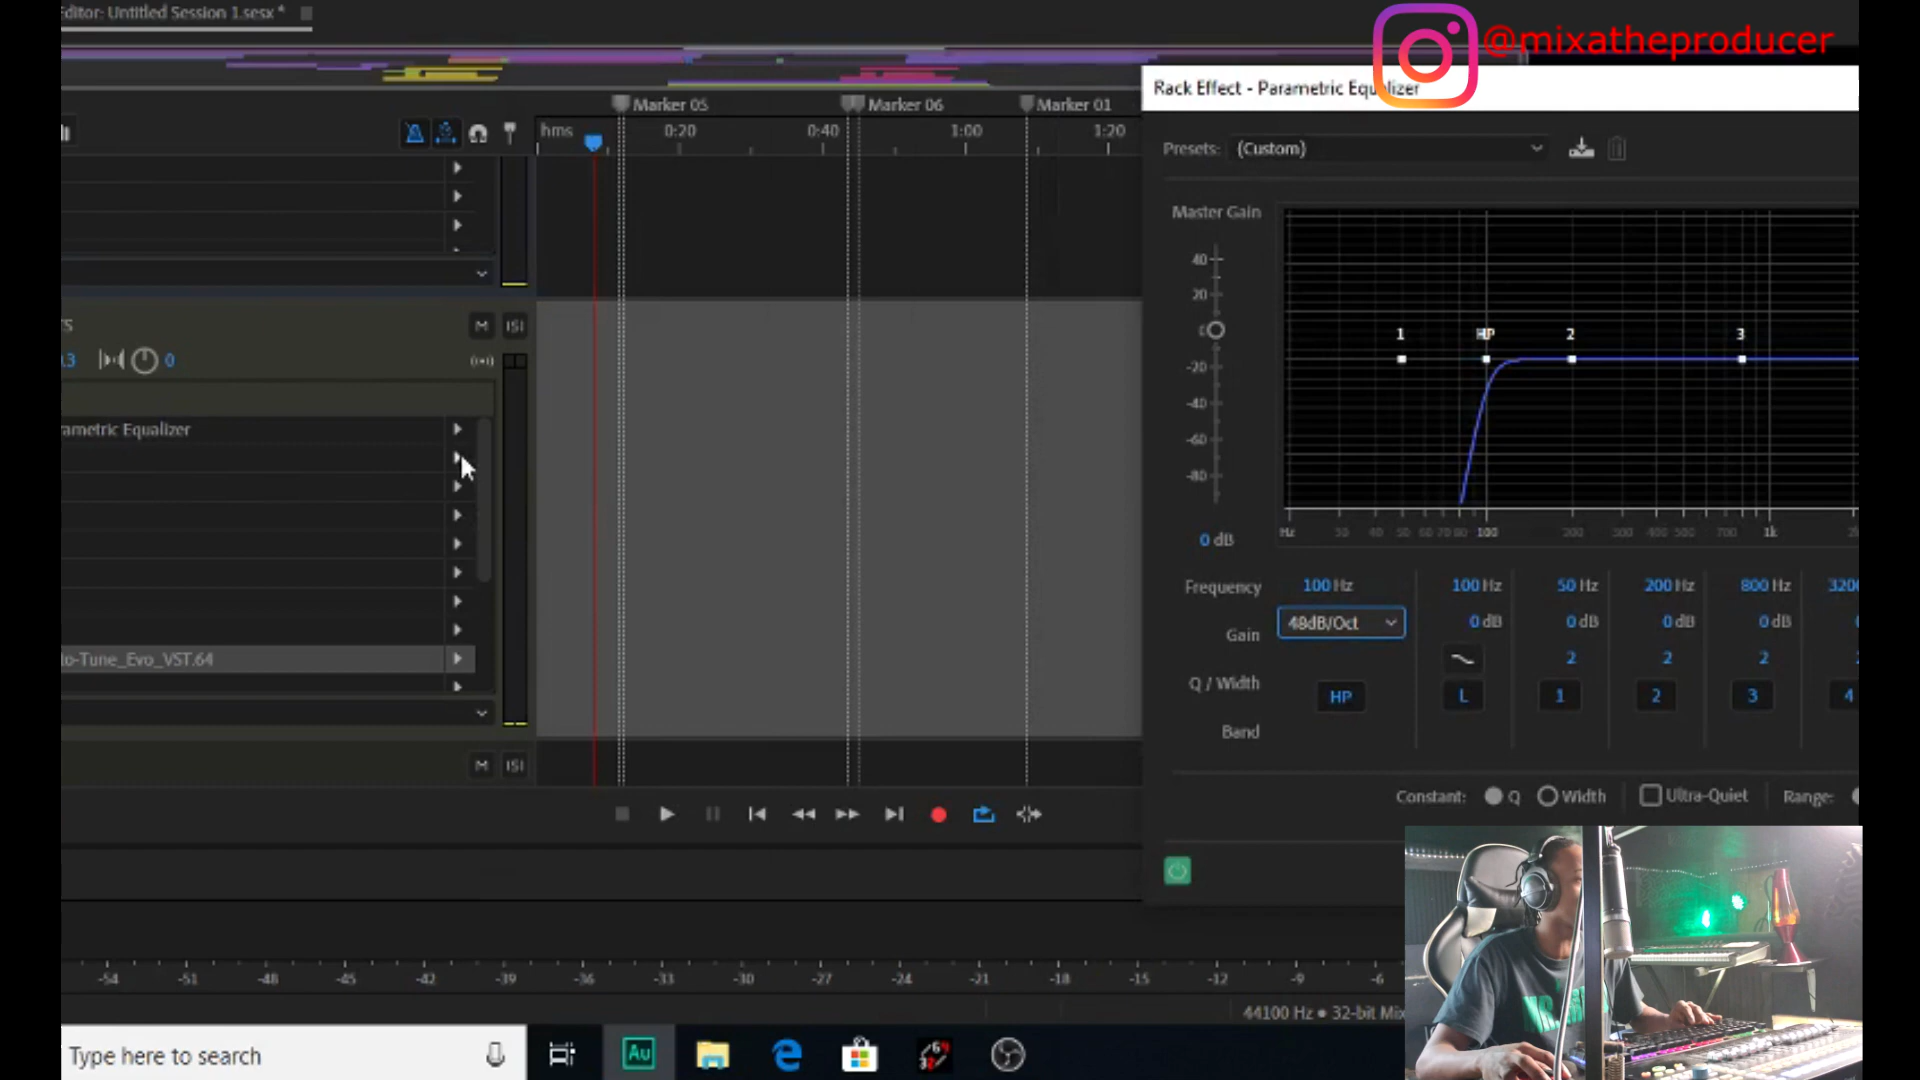 Editor: Untitled Session 1.sesx *
@mixatheproducer
Rack Effect - Parametric Equalizer
Marker 05
Marker 06
Marker 01
hms
0:20
0:40
1:00
1:20
Presets:
(Custom)
Master Gain
40
20
0
-20
-40
-60
-80
0 dB
1
HP
2
3
Hz
30
40
50
60 70 80
100
200
300
400 500
700
1k
M
S
0
Parametric Equalizer
Auto-Tune_Evo_VST.64
M
S
Frequency
100 Hz
100 Hz
50 Hz
200 Hz
800 Hz
Gain
48dB/Oct
0 dB
0 dB
0 dB
0 dB
Q / Width
2
2
2
Band
HP
L
1
2
3
4
Constant:
Q
Width
Ultra-Quiet
Range:
-54
-48
-45
-42
-39
-36
-33
-30
-27
-24
-21
-18
-15
-12
-9
-6
44100 Hz ● 32-bit Mix
Type here to search
Au